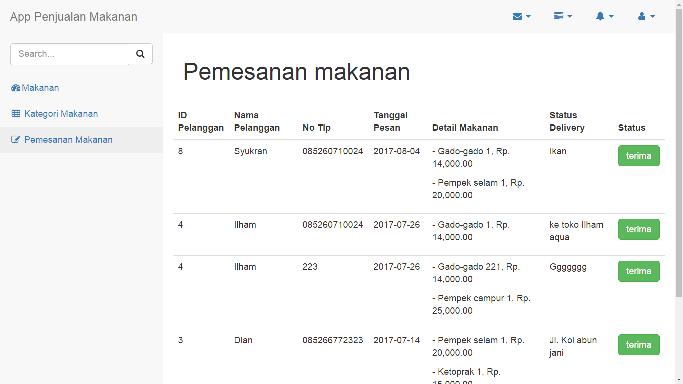 App Penjualan Makanan
Search...
Makanan
Kategori Makanan
Pemesanan Makanan
Pemesanan makanan
ID Pelanggan Nama Pelanggan No Tlp Tanggal Pesan Detail Makanan Status Delivery Status
8 Syukran 085260710024 2017-08-04 - Gado-gado 1, Rp. Ikan terima
14,000.00
- Pempek selam 1, Rp.
20,000.00
4 Ilham 085260710024 2017-07-26 - Gado-gado 1, Rp. ke toko Ilham terima
14,000.00 aqua
4 Ilham 223 2017-07-26 - Gado-gado 221, Rp. Ggggggg terima
14,000.00
- Pempek campur 1, Rp.
25,000.00
3 Dian 085266772323 2017-07-14 - Pempek selam 1, Rp. Jl. Kol abun terima
20,000.00 jani
- Ketoprak 1, Rp.
15,000.00